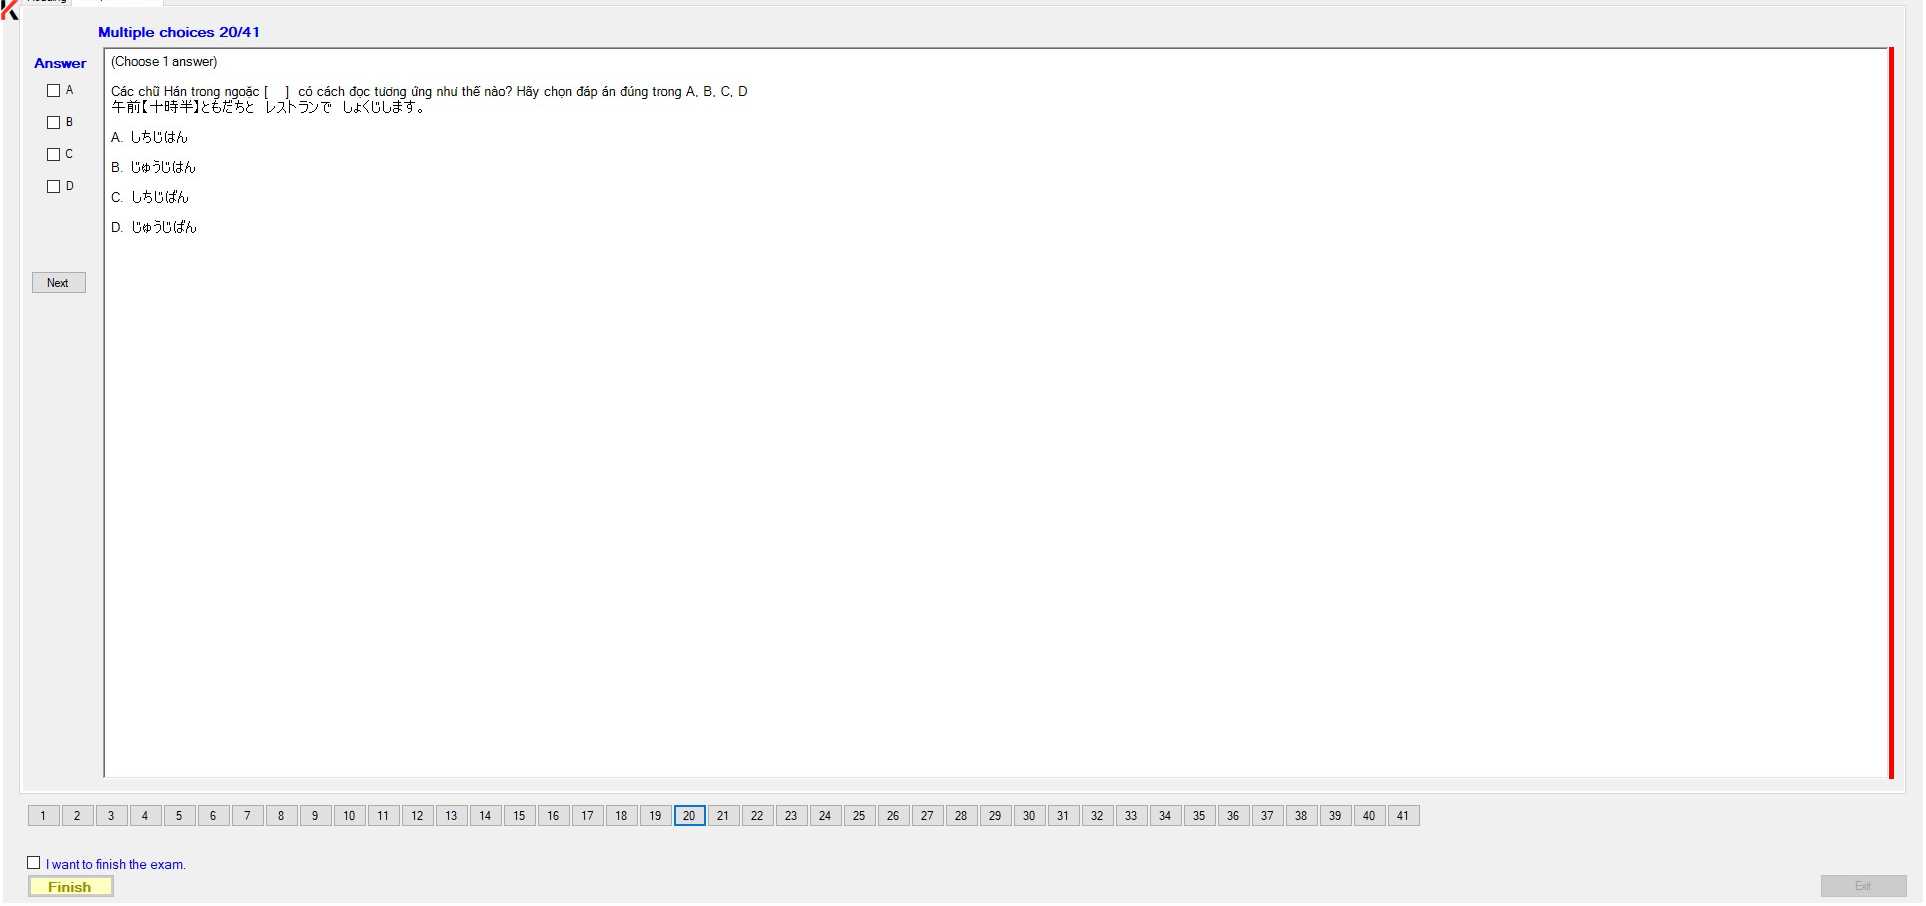 Multiple choices 20/41
Answer
(Choose 1 answer)
A
Các chữ Hán trong ngoặc [    ]  có cách đọc tương ứng như thế nào? Hãy chọn đáp án đúng trong A, B, C, D
午前【十時半】ともだちと　レストランで　しょくじします。
B
A. しちじはん
C
B. じゅうじはん
D
C. しちじぱん
D. じゅうじぱん
Next
1 2 3 4 5 6 7 8 9 10 11 12 13 14 15 16 17 18 19 20 21 22 23 24 25 26 27 28 29 30 31 32 33 34 35 36 37 38 39 40 41
I want to finish the exam.
Finish
Exit